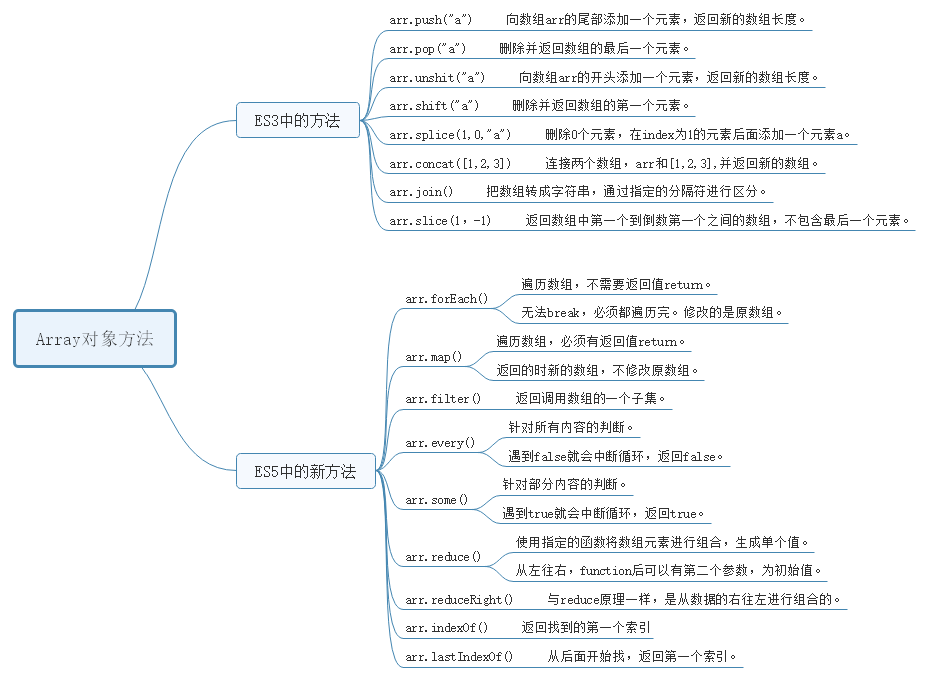 Array对象方法
ES3中的方法
arr.push("a") 向数组arr的尾部添加一个元素，返回新的数组长度。
arr.pop("a") 删除并返回数组的最后一个元素。
arr.unshit("a") 向数组arr的开头添加一个元素，返回新的数组长度。
arr.shift("a") 删除并返回数组的第一个元素。
arr.splice(1,0,"a") 删除0个元素，在index为1的元素后面添加一个元素a。
arr.concat([1,2,3]) 连接两个数组，arr和[1,2,3],并返回新的数组。
arr.join() 把数组转成字符串，通过指定的分隔符进行区分。
arr.slice(1，-1) 返回数组中第一个到倒数第一个之间的数组，不包含最后一个元素。
ES5中的新方法
arr.forEach()
遍历数组，不需要返回值return。
无法break，必须都遍历完。修改的是原数组。
arr.map()
遍历数组，必须有返回值return。
返回的时新的数组，不修改原数组。
arr.filter() 返回调用数组的一个子集。
arr.every()
针对所有内容的判断。
遇到false就会中断循环，返回false。
arr.some()
针对部分内容的判断。
遇到true就会中断循环，返回true。
arr.reduce()
使用指定的函数将数组元素进行组合，生成单个值。
从左往右，function后可以有第二个参数，为初始值。
arr.reduceRight() 与reduce原理一样，是从数据的右往左进行组合的。
arr.indexOf() 返回找到的第一个索引
arr.lastIndexOf() 从后面开始找，返回第一个索引。